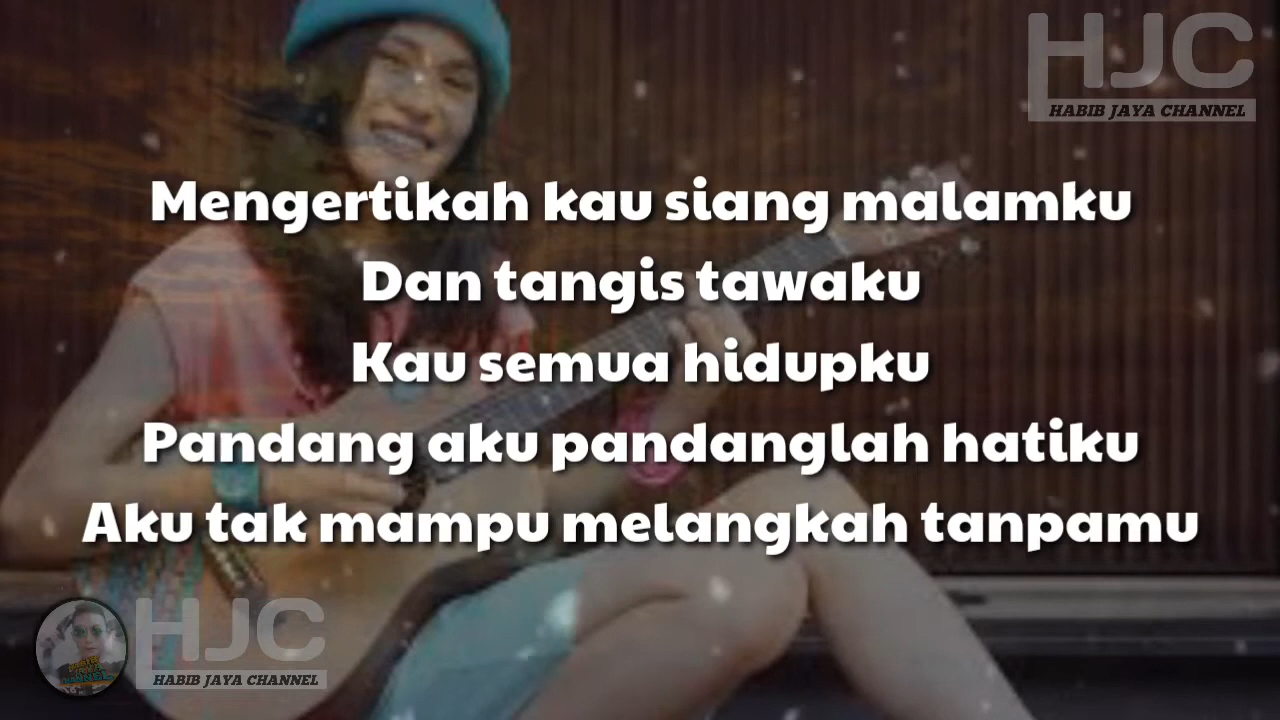 HJC
HABIB JAYA CHANNEL
Mengertikah kau siang malamku
Dan tangis tawaku
Kau semua hidupku
Pandang aku pandanglah hatiku
Aku tak mampu melangkah tanpamu
HJC
HABIB JAYA CHANNEL